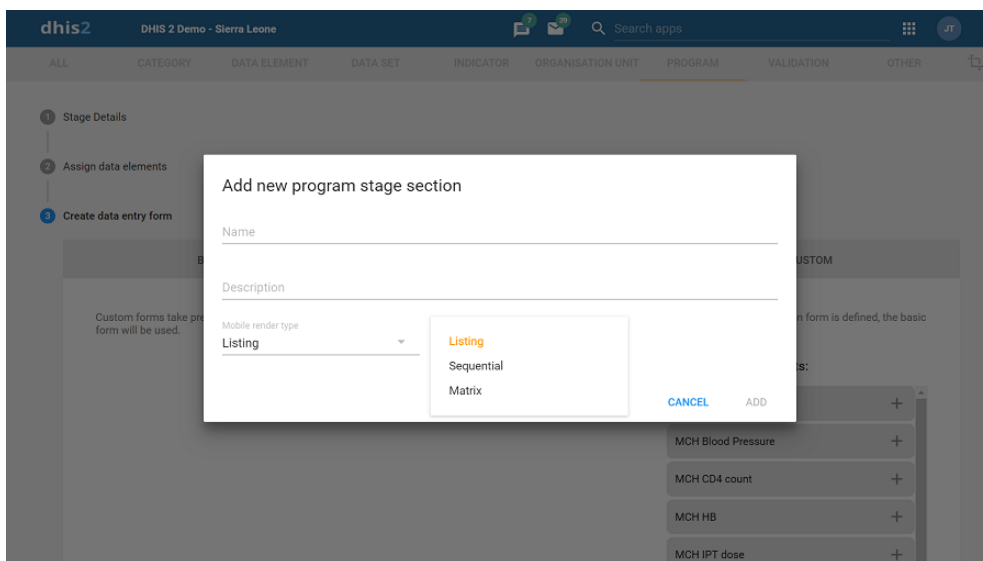 dhis2 DHIS 2 Demo - Sierra Leone 7 39 Search apps JT
ALL CATEGORY DATA ELEMENT DATA SET INDICATOR ORGANISATION UNIT PROGRAM VALIDATION OTHER
1 Stage Details
2 Assign data elements
3 Create data entry form
Add new program stage section
Name
Description
Mobile render type
Listing
Listing
Sequential
Matrix
CANCEL ADD
B
USTOM
Custom forms take pre
form will be used.
n form is defined, the basic
s:
MCH Blood Pressure
MCH CD4 count
MCH HB
MCH IPT dose